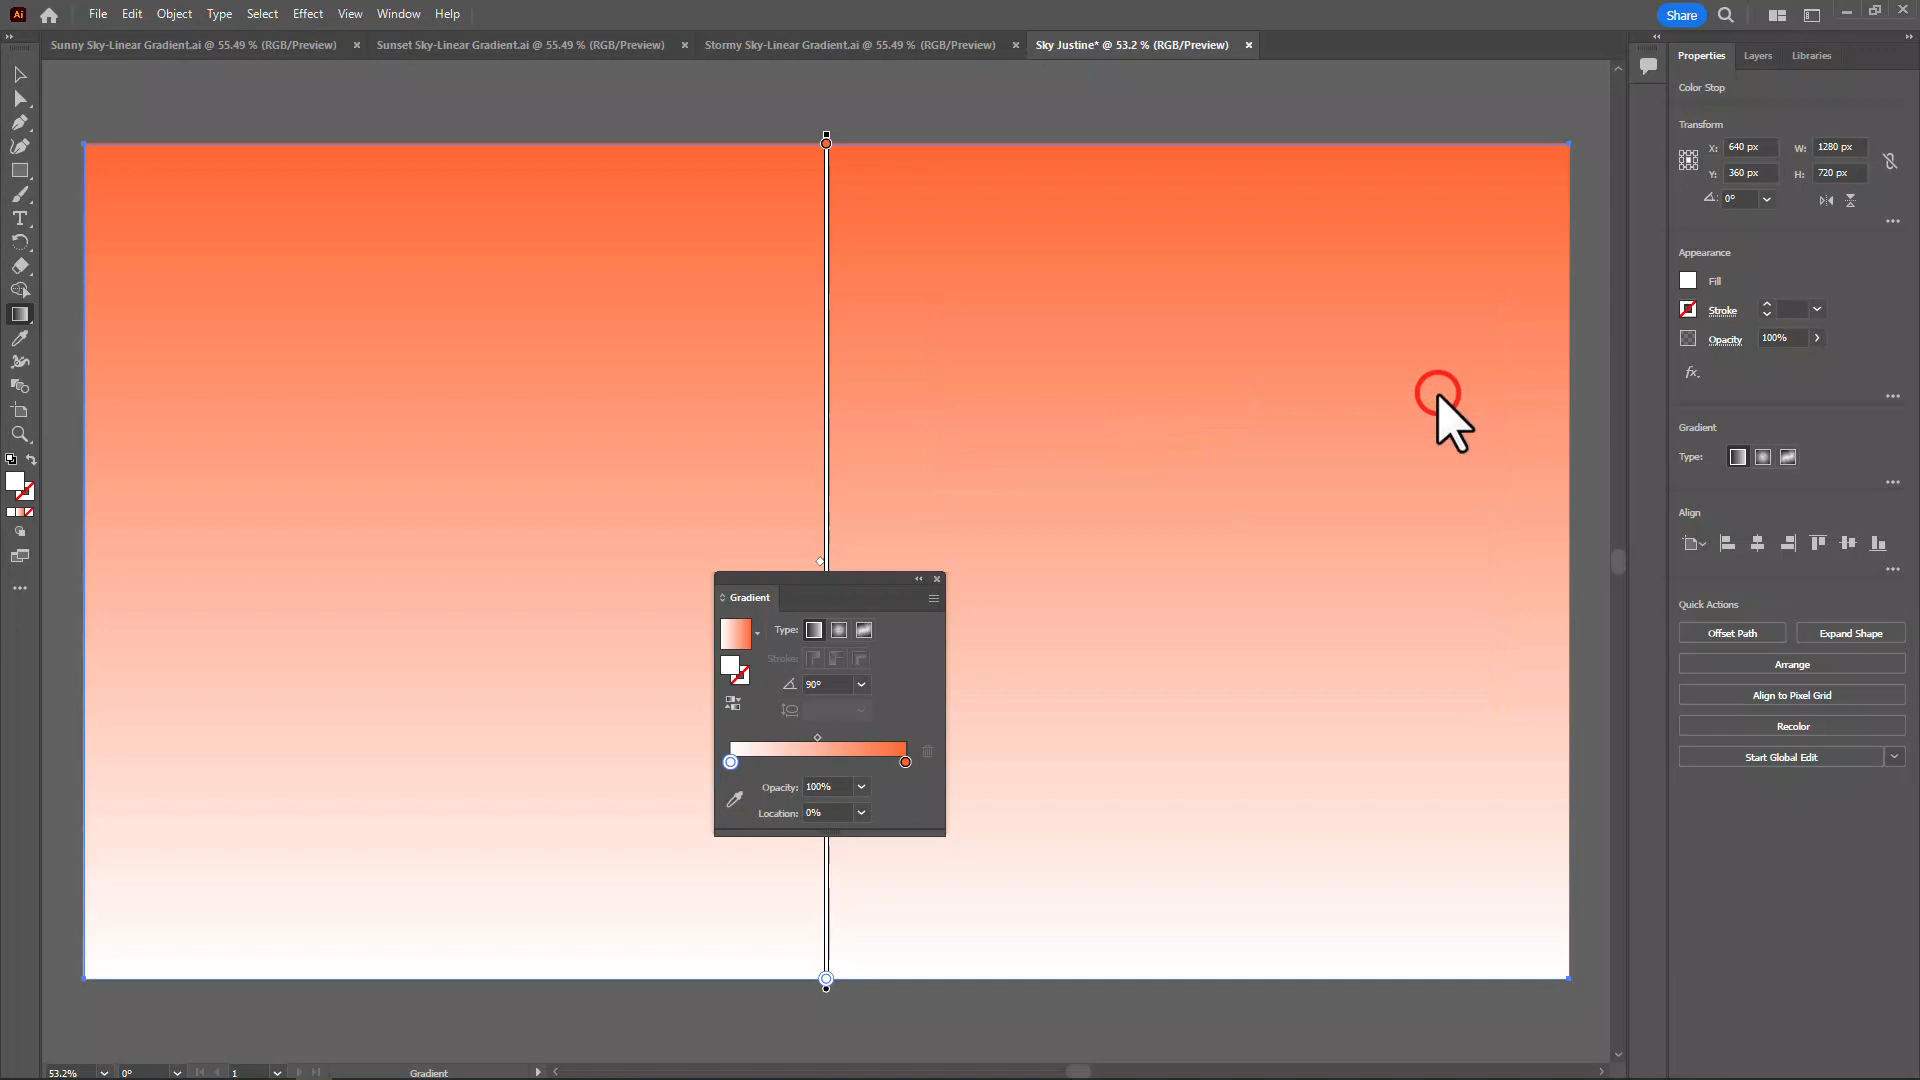 Ai File Edit Object Type Select Effect View Window Help Share
Sunny Sky-Linear Gradient.ai @ 55.49 % (RGB/Preview) × Sunset Sky-Linear Gradient.ai @ 55.49 % (RGB/Preview) × Stormy Sky-Linear Gradient.ai @ 55.49 % (RGB/Preview) × Sky Justine* @ 53.2 % (RGB/Preview) ×
Properties Layers Libraries
Color Stop
Transform
X: 640 px W: 1280 px
Y: 360 px H: 720 px
0°
Appearance
Fill
Stroke
Opacity 100%
fx.
Gradient
Type:
Align
Quick Actions
Offset Path Expand Shape
Arrange
Align to Pixel Grid
Recolor
Start Global Edit
Gradient
Type:
Stroke:
90°
Opacity: 100%
Location: 0%
53.2% 0° 1 Gradient